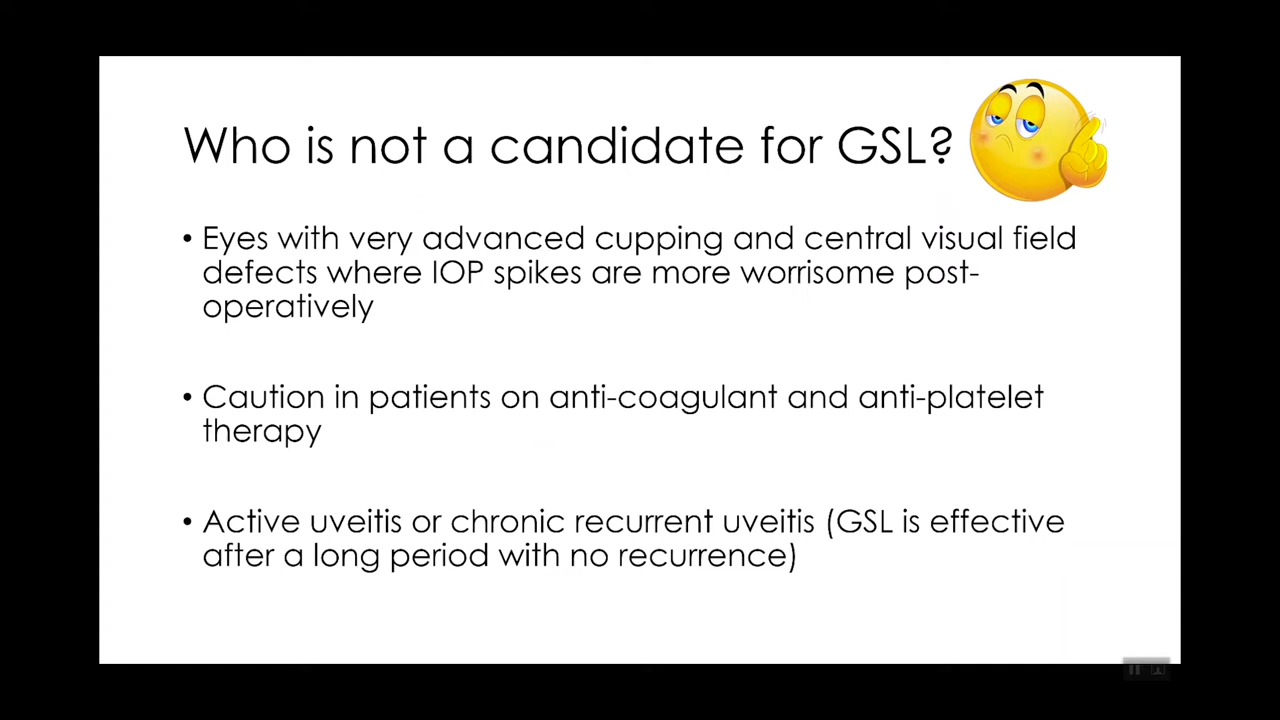 Who is not a candidate for GSL?
• Eyes with very advanced cupping and central visual field
defects where IOP spikes are more worrisome post-
operatively
• Caution in patients on anti-coagulant and anti-platelet
therapy
• Active uveitis or chronic recurrent uveitis (GSL is effective
after a long period with no recurrence)